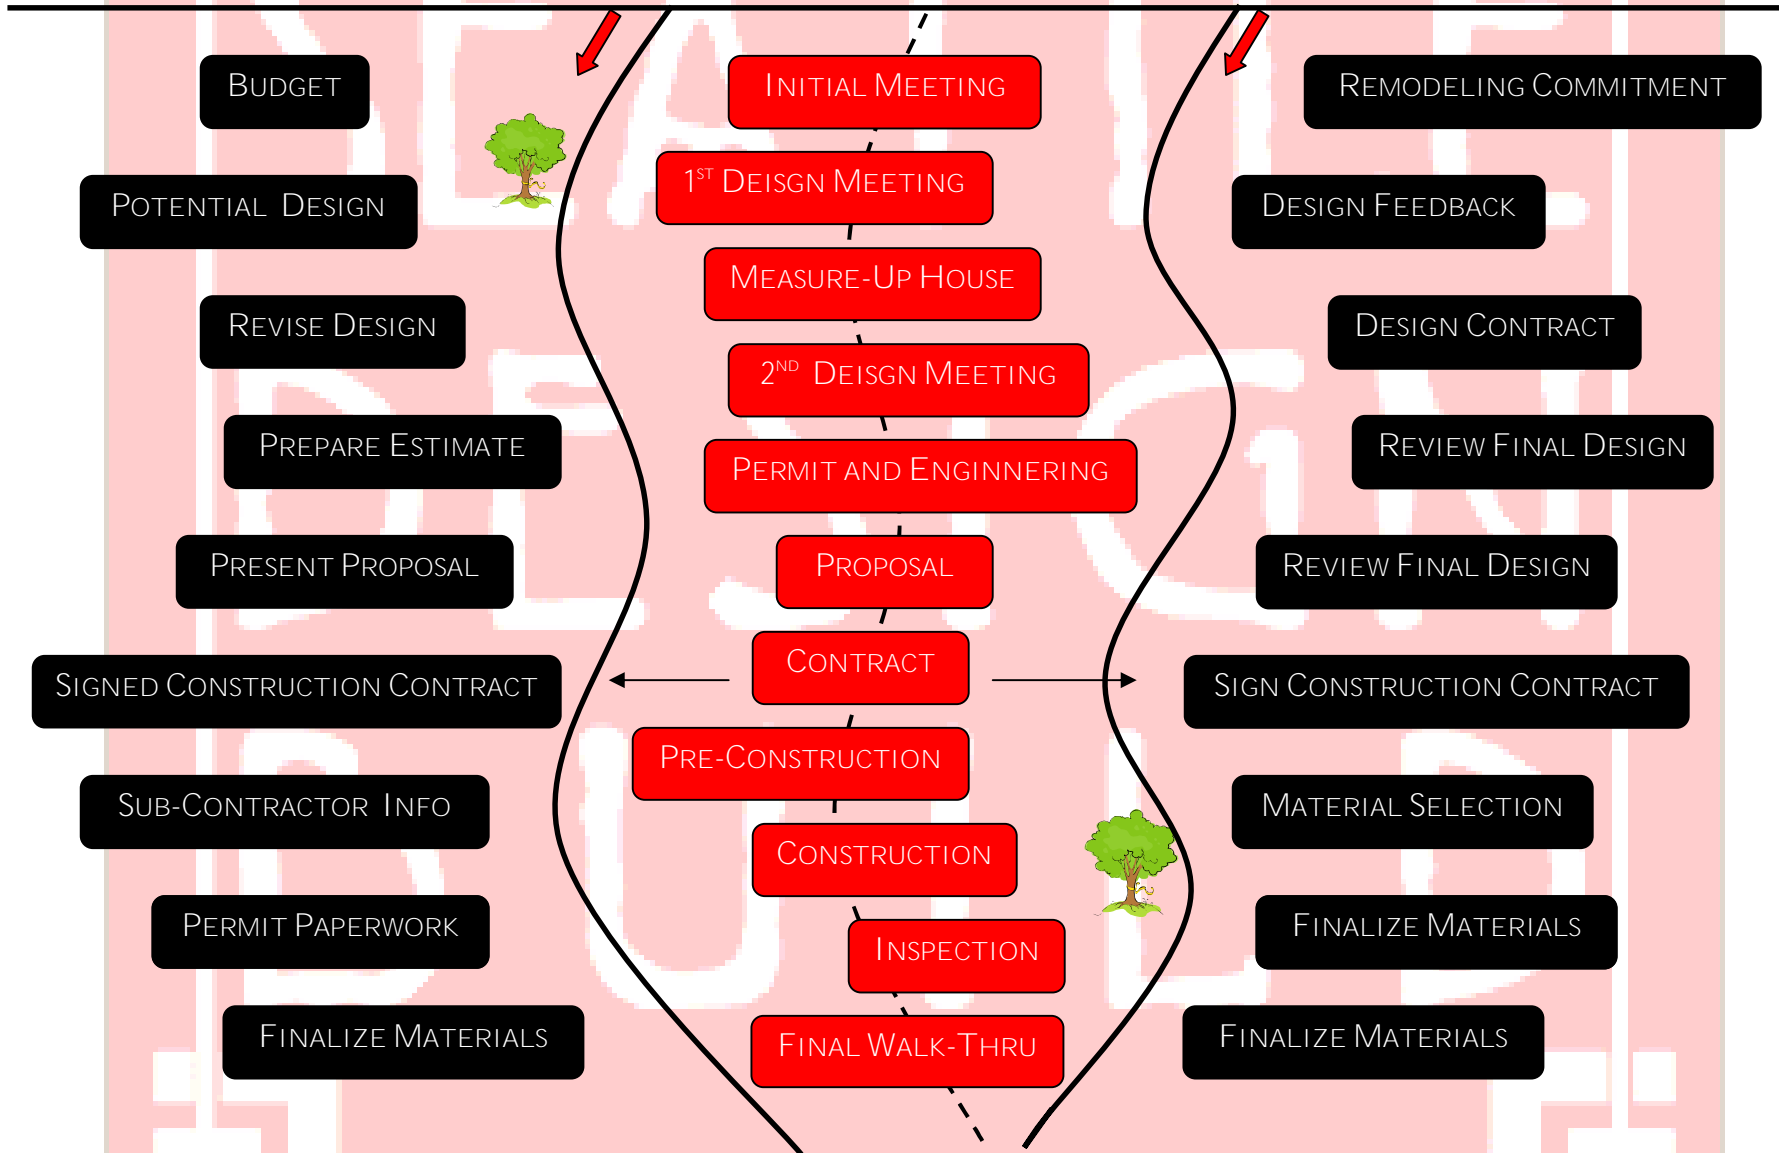 BUDGET
INITIAL MEETING
REMODELING COMMITMENT
1ST DEISGN MEETING
POTENTIAL DESIGN
DESIGN FEEDBACK
MEASURE-UP HOUSE
REVISE DESIGN
DESIGN CONTRACT
2ND DEISGN MEETING
PREPARE ESTIMATE
REVIEW FINAL DESIGN
PERMIT AND ENGINNERING
PRESENT PROPOSAL
PROPOSAL
REVIEW FINAL DESIGN
CONTRACT
SIGNED CONSTRUCTION CONTRACT
SIGN CONSTRUCTION CONTRACT
PRE-CONSTRUCTION
SUB-CONTRACTOR INFO
MATERIAL SELECTION
CONSTRUCTION
PERMIT PAPERWORK
FINALIZE MATERIALS
INSPECTION
FINALIZE MATERIALS
FINAL WALK-THRU
FINALIZE MATERIALS
DESIGN
BUILD